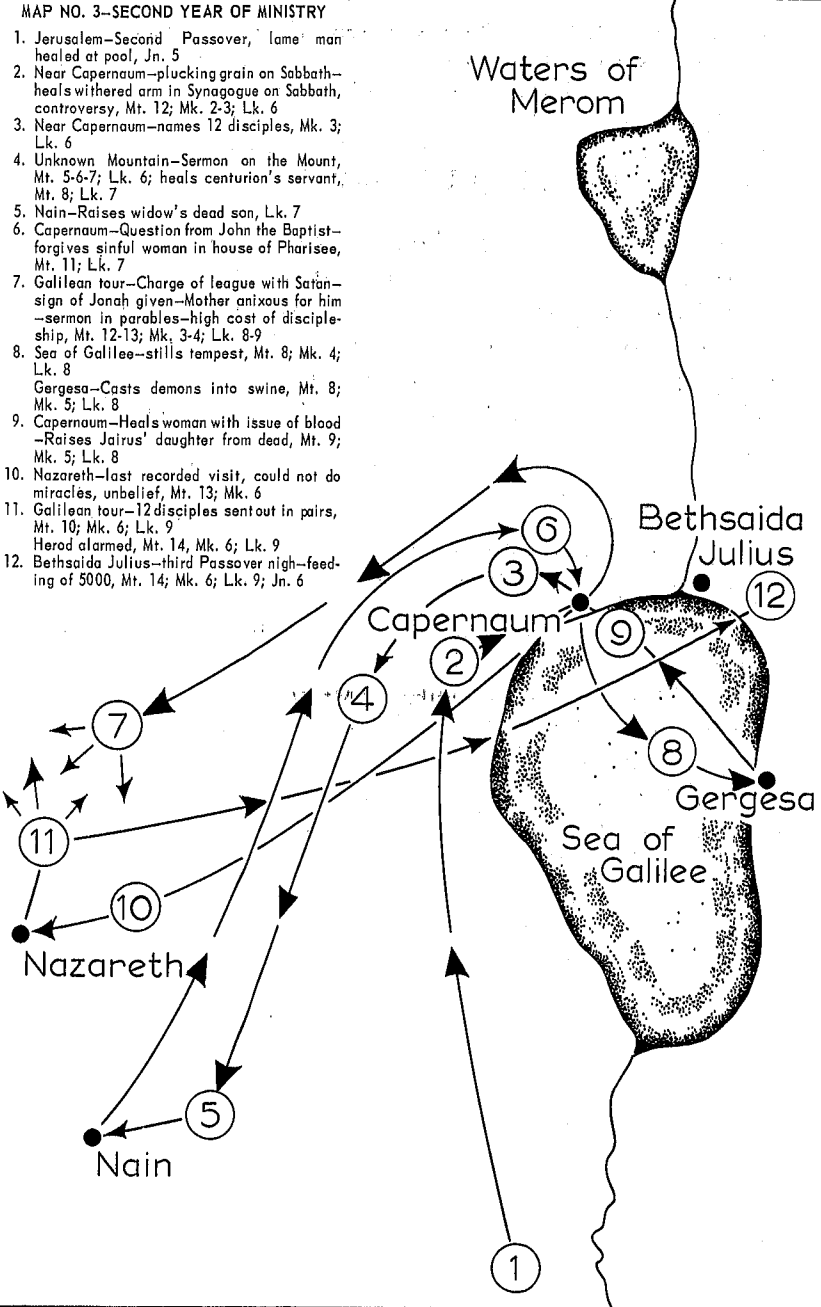 MAP NO. 3—SECOND YEAR OF MINISTRY
1. Jerusalem—Second Passover, lame man
healed at pool, Jn. 5
2. Near Capernaum—plucking grain on Sabbath—
heals withered arm in Synagogue on Sabbath,
controversy, Mt. 12; Mk. 2-3; Lk. 6
3. Near Capernaum—names 12 disciples, Mk. 3;
Lk. 6
4. Unknown Mountain—Sermon on the Mount,
Mt. 5-6-7; Lk. 6; heals centurion's servant,
Mt. 8; Lk. 7
5. Nain—Raises widow's dead son, Lk. 7
6. Capernaum—Question from John the Baptist—
forgives sinful woman in house of Pharisee,
Mt. 11; Lk. 7
7. Galilean tour—Charge of league with Satan—
sign of Jonah given—Mother anixous for him
—sermon in parables—high cost of disciple-
ship, Mt. 12-13; Mk. 3-4; Lk. 8-9
8. Sea of Galilee—stills tempest, Mt. 8; Mk. 4;
Lk. 8
Gergesa—Casts demons into swine, Mt. 8;
Mk. 5; Lk. 8
9. Capernaum—Heals woman with issue of blood
—Raises Jairus' daughter from dead, Mt. 9;
Mk. 5; Lk. 8
10. Nazareth—last recorded visit, could not do
miracles, unbelief, Mt. 13; Mk. 6
11. Galilean tour—12 disciples sent out in pairs,
Mt. 10; Mk. 6; Lk. 9
Herod alarmed, Mt. 14, Mk. 6; Lk. 9
12. Bethsaida Julius—third Passover nigh—feed-
ing of 5000, Mt. 14; Mk. 6; Lk. 9; Jn. 6
Waters of
Merom
Bethsaida
Julius
12
6
3
Capernaum
9
2
4
7
8
Gergesa
11
Sea of
Galilee
10
Nazareth
5
Nain
1